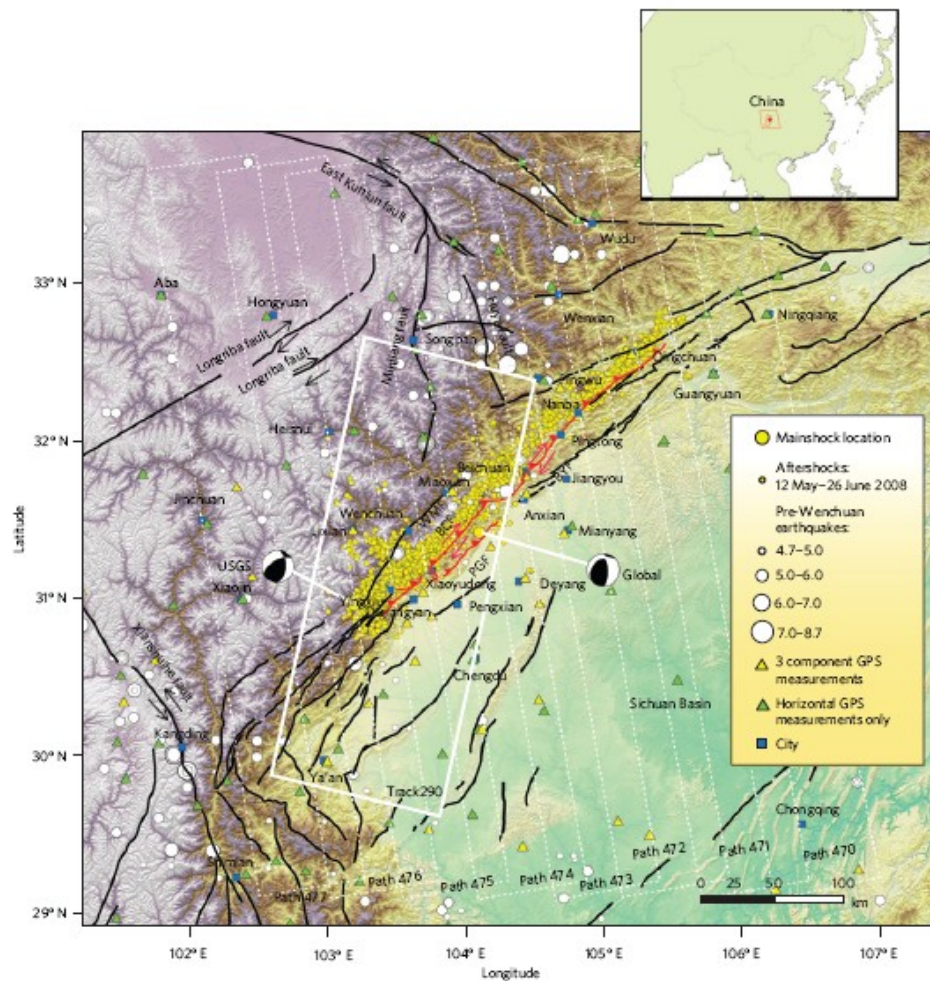 China
East Kunlun fault
Wudu
33° N
Aba
Hongyuan
Longriba fault
Longriba fault
Minjiang fault
Songpan
Wenxian
Ningqiang
Qingchuan
Guangyuan
Pingwu
Nanba
Heishui
32° N
Pingtong
Beichuan
Maoxian
Jiangyou
Jinchuan
Wenchuan
Lixian
Anxian
Mianyang
PGF
USGS
Xiaojin
Xiaoyudong
Deyang
Global
31° N
Pengxian
Xianshuihe fault
Chengdu
Sichuan Basin
Kangding
30° N
Ya'an
Track290
Chongqing
Shimian
Path 477
Path 476
Path 475
Path 474
Path 473
Path 472
Path 471
Path 470
29° N
0 25 50 100
km
102° E
103° E
104° E
105° E
106° E
107° E
Latitude
Longitude
Mainshock location
Aftershocks:
12 May–26 June 2008
Pre-Wenchuan
earthquakes:
4.7–5.0
5.0–6.0
6.0–7.0
7.0–8.7
3 component GPS
measurements
Horizontal GPS
measurements only
City